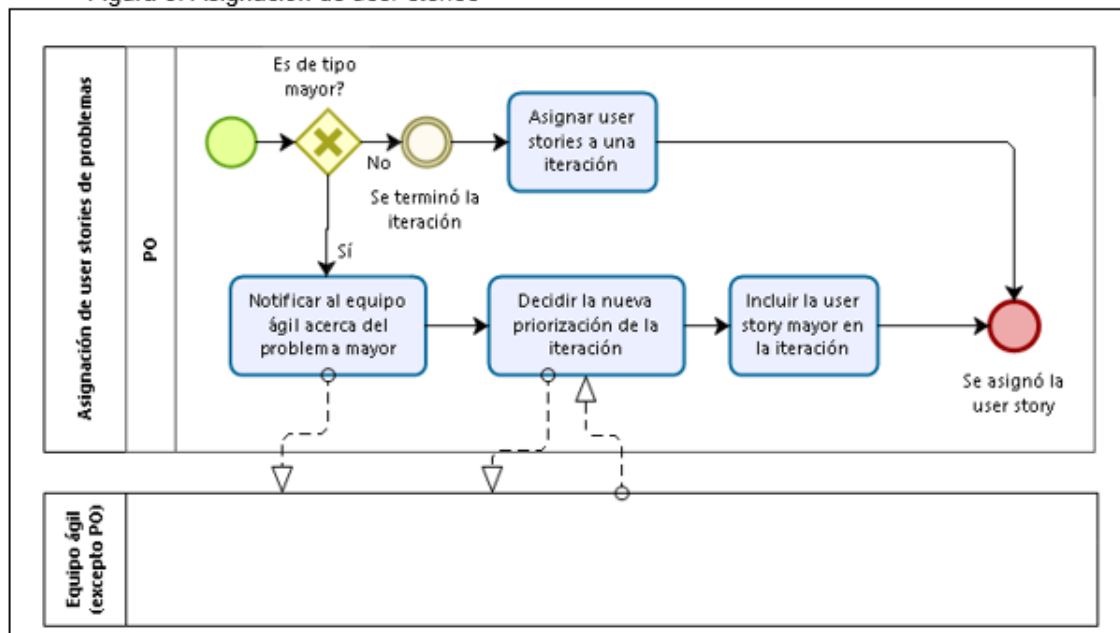 Asignación de user stories de problemas
PO
Es de tipo
mayor?
No
Se terminó la
iteración
Asignar user
stories a una
iteración
Sí
Notificar al equipo
ágil acerca del
problema mayor
Decidir la nueva
priorización de la
iteración
Incluir la user
story mayor en
la iteración
Se asignó la
user story
Equipo ágil
(excepto PO)